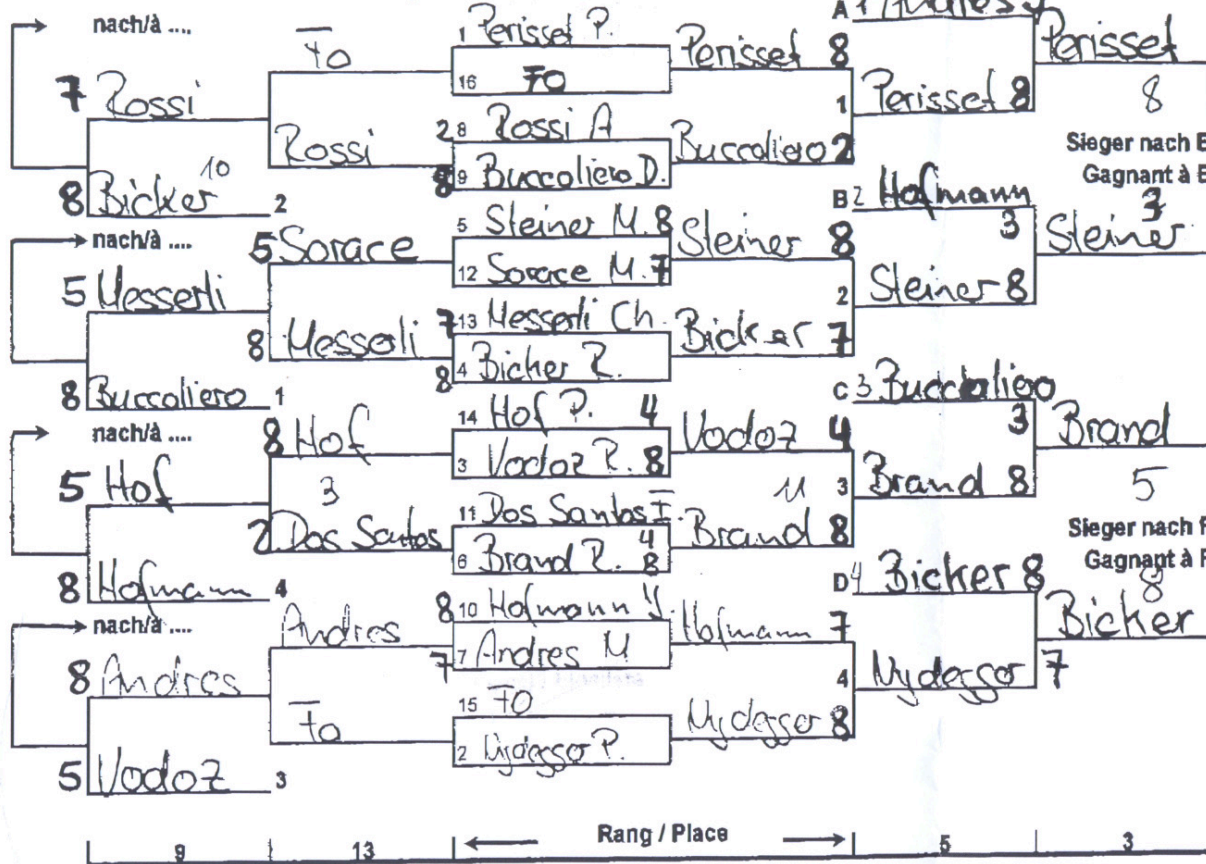 nach/à ....
7 Rossi
8 Bicker 10 2
nach/à ....
5 Messerli
8 Buccoliero 1
nach/à ....
5 Hof
8 Hofmann 4
nach/à ....
8 Andres
5 Vodoz 3
Fo
Rossi
5 Sorace
8 Messerli
8 Hof
3
2 Dos Santos
Andres
Fo
1 Perisset P.
16 Fo
2 8 Rossi A
8 9 Buccoliero D.
5 Steiner M. 8
12 Sorace M. 7
7 13 Messerli Ch.
8 4 Bicker R.
14 Hof P. 4
3 Vodoz R. 8
11 Dos Santos I. 4
6 Brand R. 8
8 10 Hofmann
7 7 Andres M
15 Fo
2 Nydegger P.
Perisset 8
1
Buccoliero 2
Steiner 8
2
Bicker 7
Vodoz 4
11 3
Brand 8
Hofmann 7
4
Nydegger 8
A 1 Andres
Perisset 8
B 2 Hofmann 3
Steiner 8
C 3 Buccoliero 3
Brand 8
D 4 Bicker 8
Nydegger 7
Perisset
8
Sieger nach E
Gagnant à E
3
Steiner
Brand
5
Sieger nach F
Gagnant à F
8
Bicker
9 13 Rang / Place 5 3